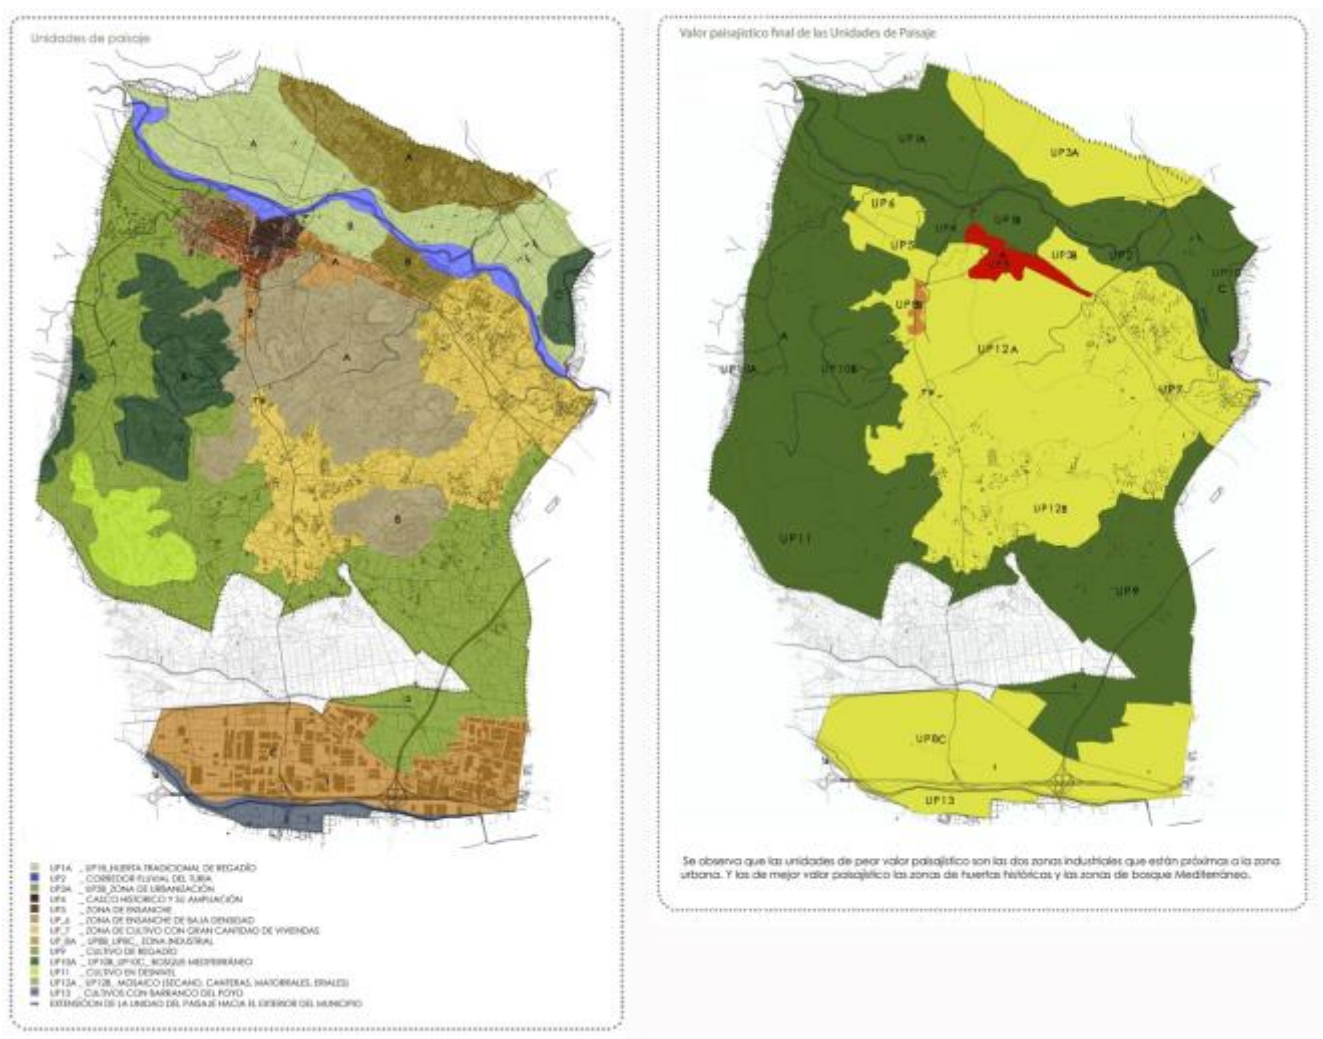 Unidades de paisaje
A
A
B
A
B
A
C
B
A
A
A
B
B
C
UP1A _ UP1B_HUERTA TRADICIONAL DE REGADÍO
UP2 _ CORREDOR FLUVIAL DEL TURIA
UP3A _ UP3B_ZONA DE URBANIZACIÓN
UP4 _ CASCO HISTORICO Y SU AMPLIACIÓN
UP5 _ ZONA DE ENSANCHE
UP_6 _ ZONA DE ENSANCHE DE BAJA DENSIDAD
UP_7 _ ZONA DE CULTIVO CON GRAN CANTIDAD DE VIVIENDAS
UP_8A _ UP8B_UP8C_ ZONA INDUSTRIAL
UP9 _ CULTIVO DE REGADÍO
UP10A _ UP10B_UP10C_ BOSQUE MEDITERRÁNEO
UP11 _ CULTIVO EN DESNIVEL
UP12A _ UP12B_ MOSAICO (SECANO, CANTERAS, MATORRALES, ERIALES)
UP13 _ CULTIVOS CON BARRANCO DEL POYO
EXTENSIÓN DE LA UNIDAD DEL PAISAJE HACIA EL EXTERIOR DEL MUNICIPIO
Valor paisajístico final de las Unidades de Paisaje
UP1A
UP3A
UP6
UP1B
UP4
UP5
UP3B
UP2
UP10
C
A
UP12A
UP10A
UP10B
UP7
UP12B
UP11
UP9
UP8C
UP13
Se observa que las unidades de peor valor paisajístico son las dos zonas industriales que están próximas a la zona
urbana. Y las de mejor valor paisajístico las zonas de huertas históricas y las zonas de bosque Mediterráneo.